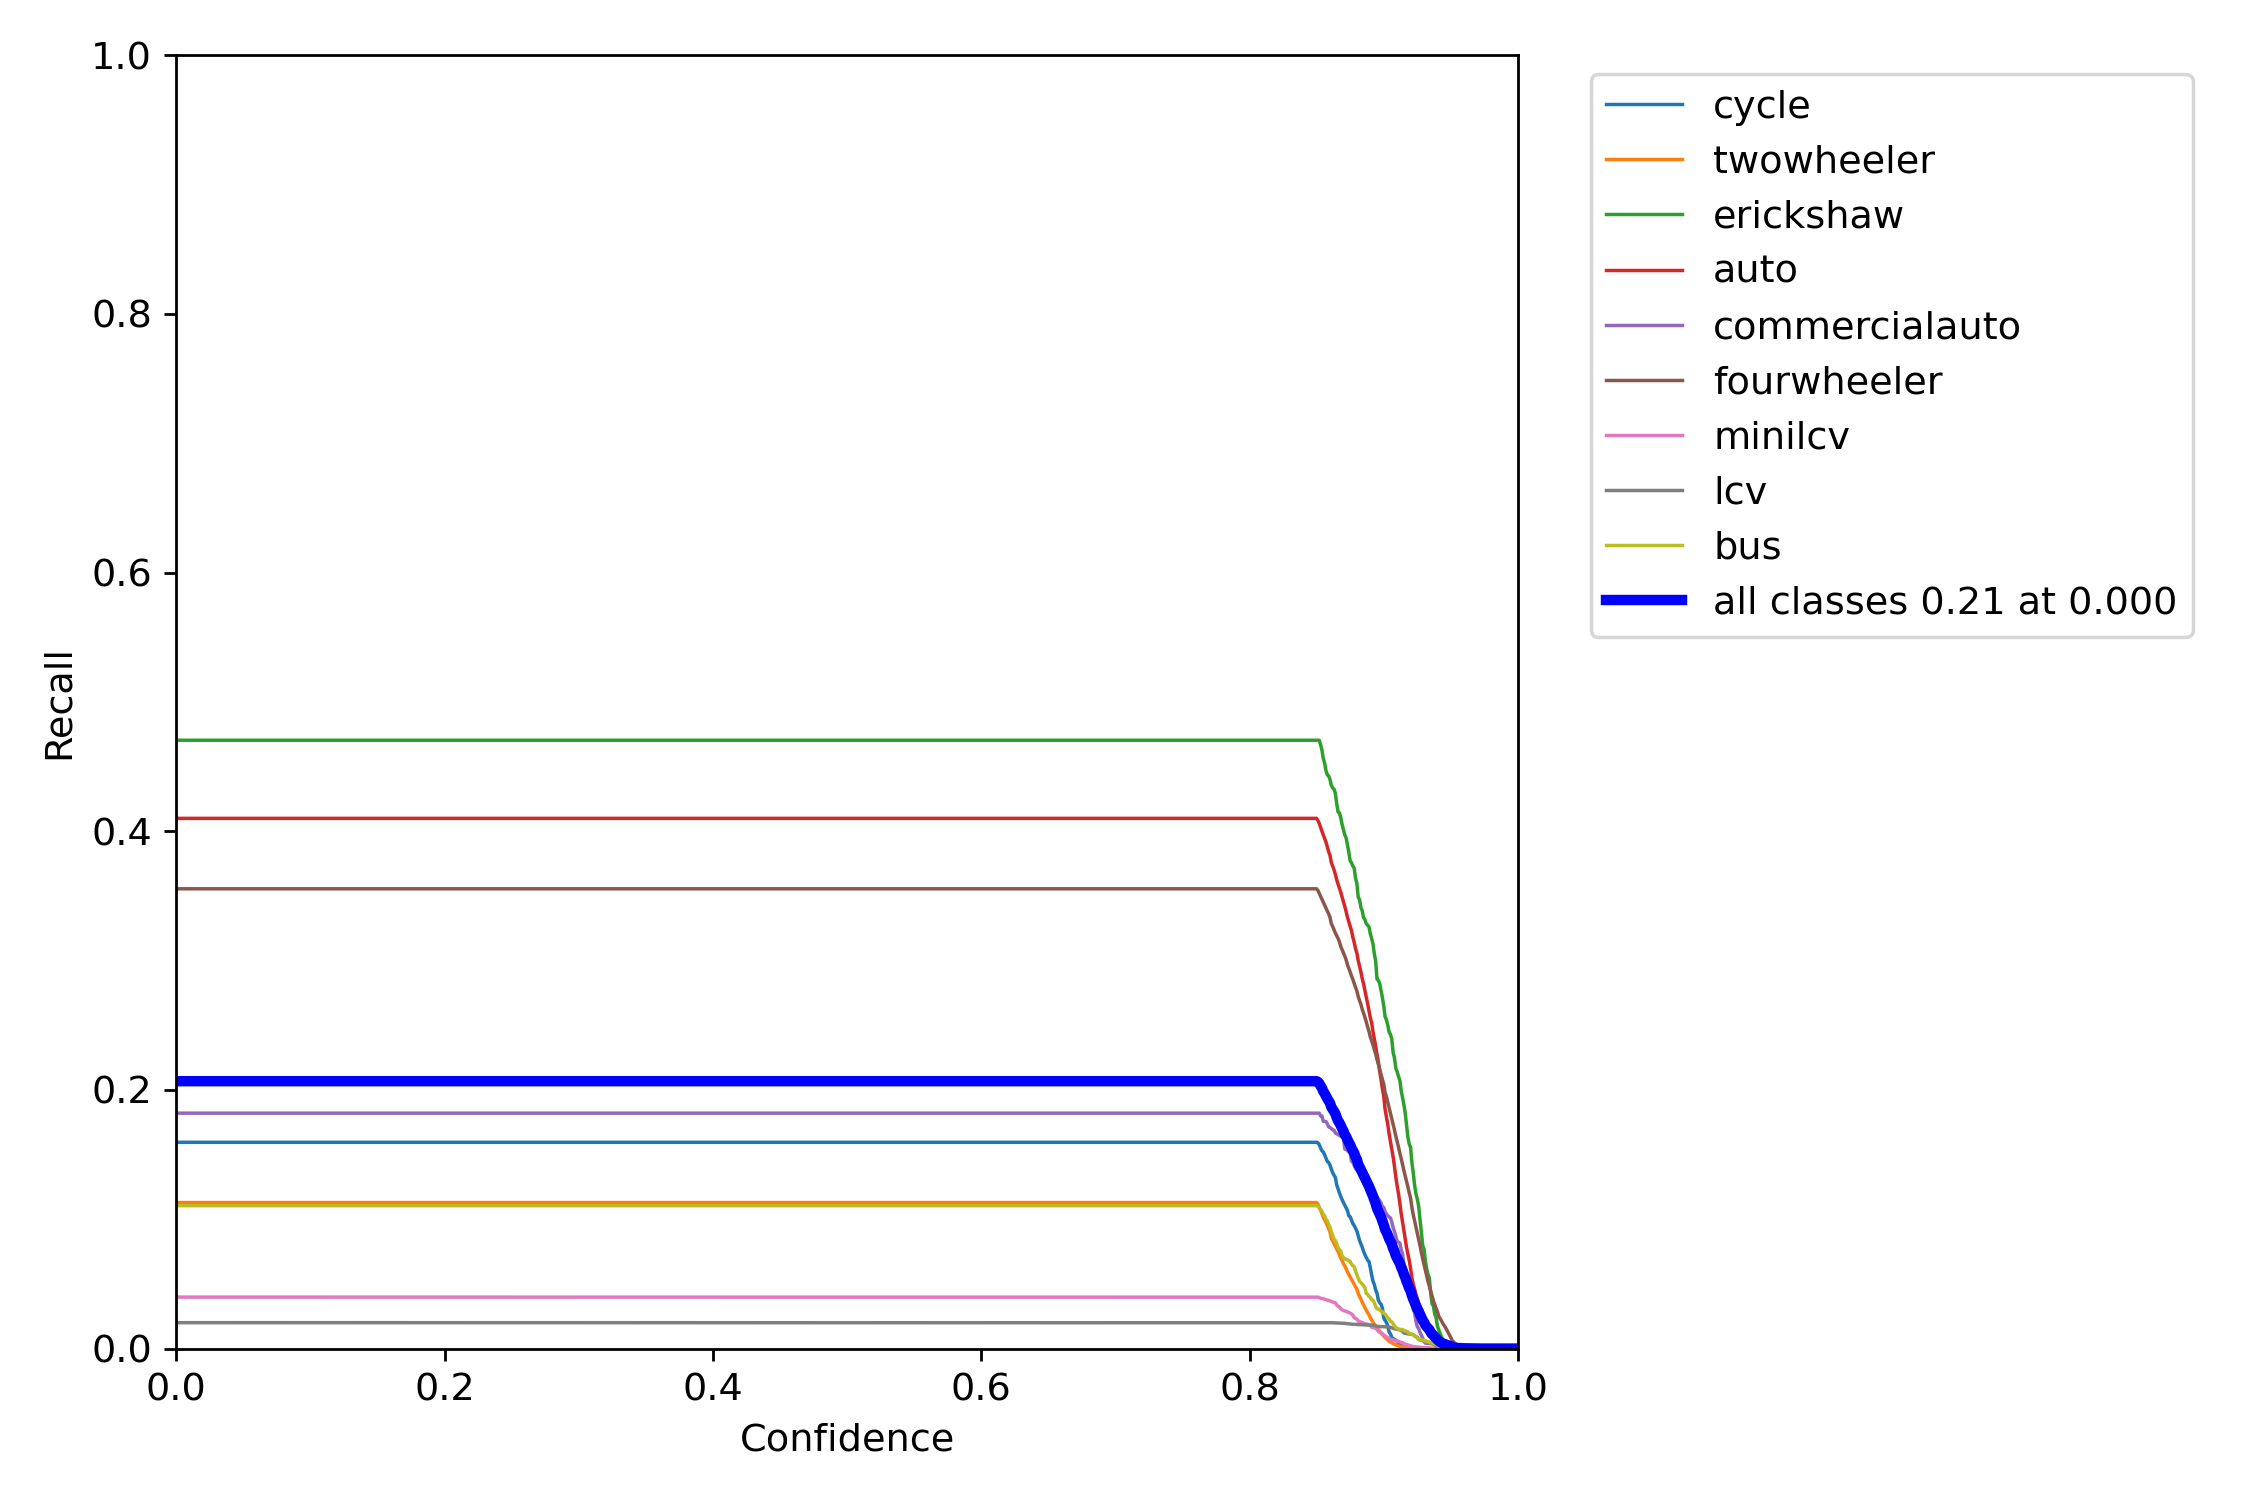 1.0
0.8
0.6
0.4
0.2
0.0
Recall
0.0 0.2 0.4 0.6 0.8 1.0
Confidence
cycle
twowheeler
erickshaw
auto
commercialauto
fourwheeler
minilcv
lcv
bus
all classes 0.21 at 0.000